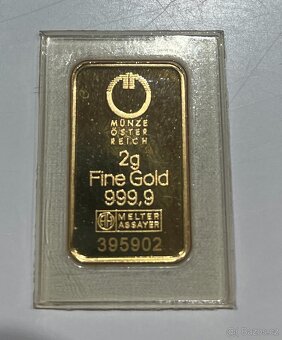 MÜNZE
ÖSTER
REICH
2g
Fine Gold
999,9
MELTER
ASSAYER
395902